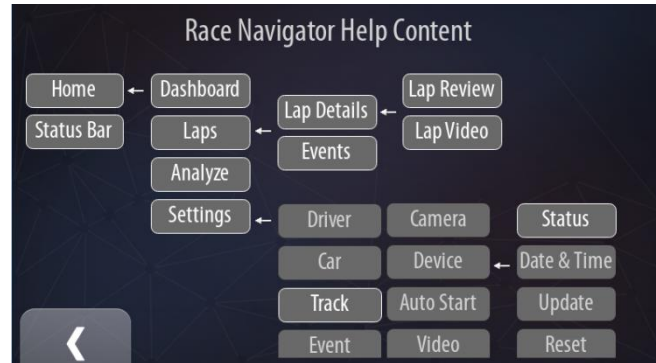 Race Navigator Help Content
Home
Dashboard
Lap Review
Lap Details
Status Bar
Laps
Lap Video
Events
Analyze
Settings
Driver
Camera
Status
Car
Device
Date & Time
Track
Auto Start
Update
Event
Video
Reset